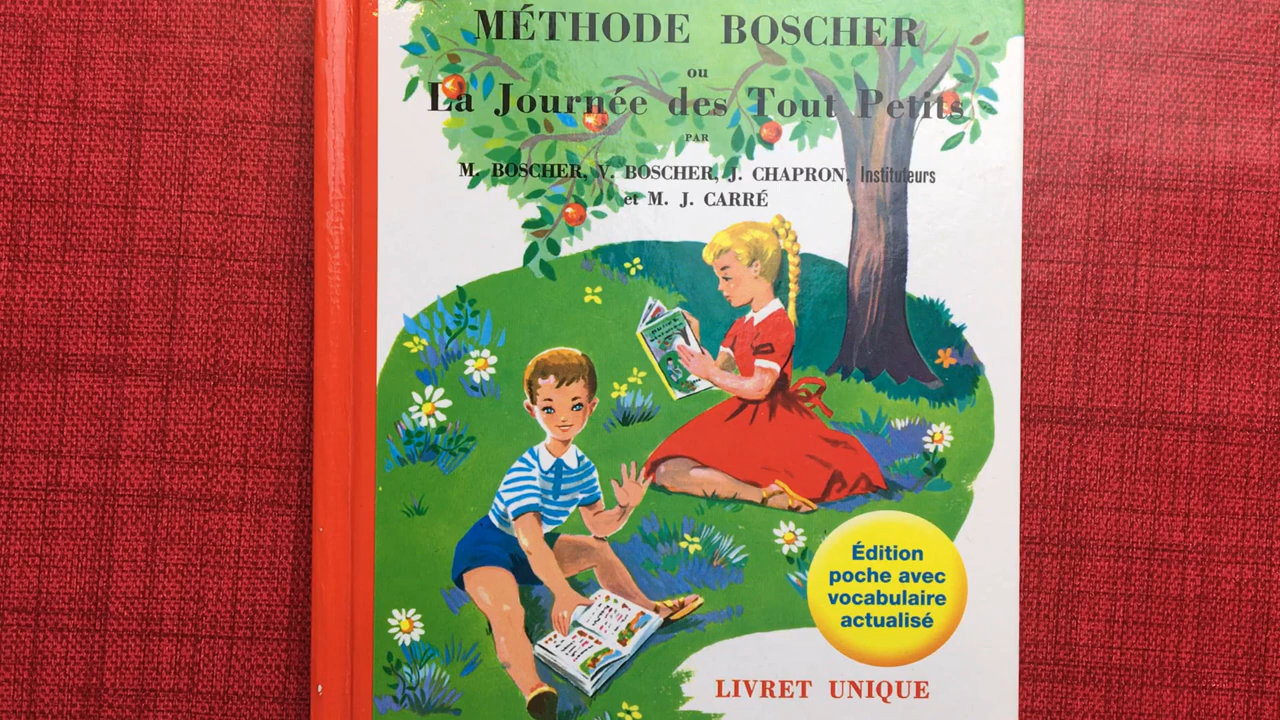 MÉTHODE BOSCHER
ou
La Journée des Tout Petits
PAR
M. BOSCHER, V. BOSCHER, J. CHAPRON, Instituteurs
et M. J. CARRÉ
Édition
poche avec
vocabulaire
actualisé
LIVRET UNIQUE